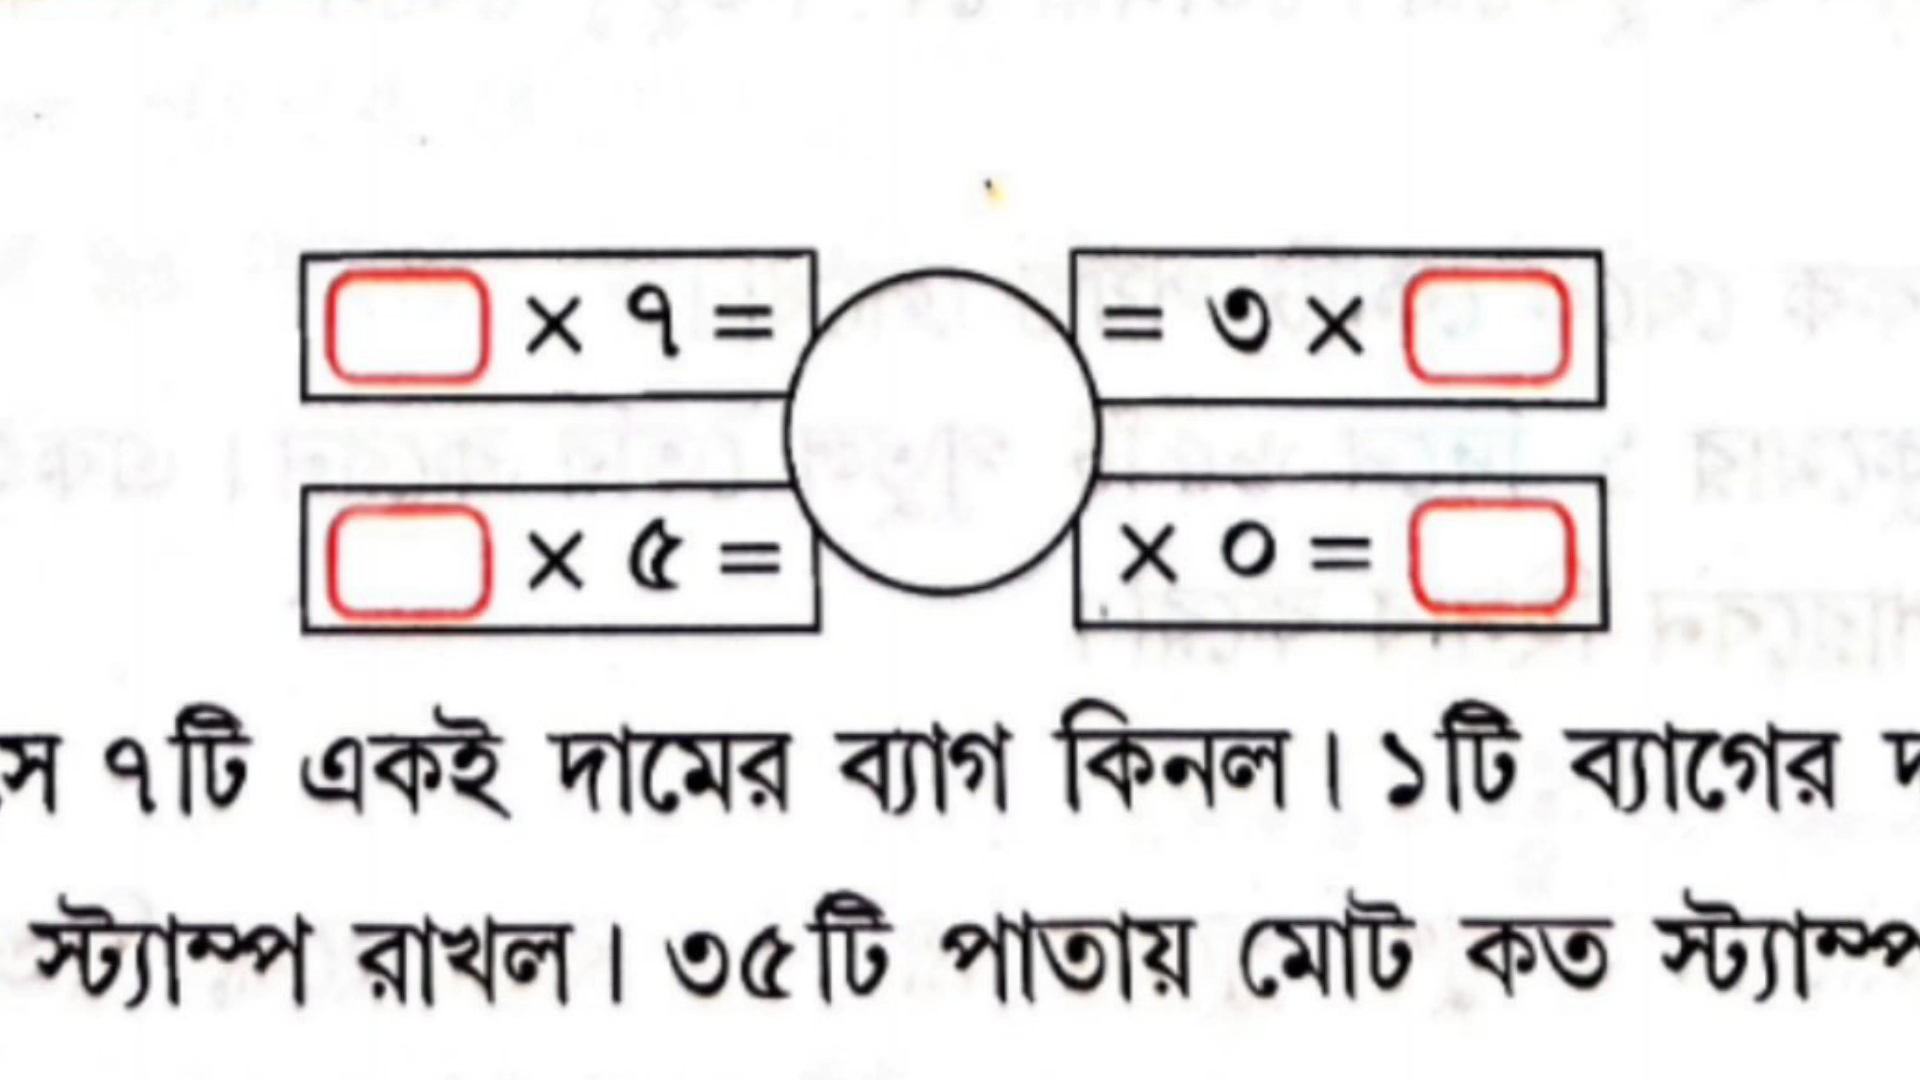 × ৭ = = ৩ ×
× ৫ = × ০ =
৭টি একই দামের ব্যাগ কিনল। ১টি ব্যাগের
স্ট্যাম্প রাখল। ৩৫টি পাতায় মোট কত স্ট্যাম্প